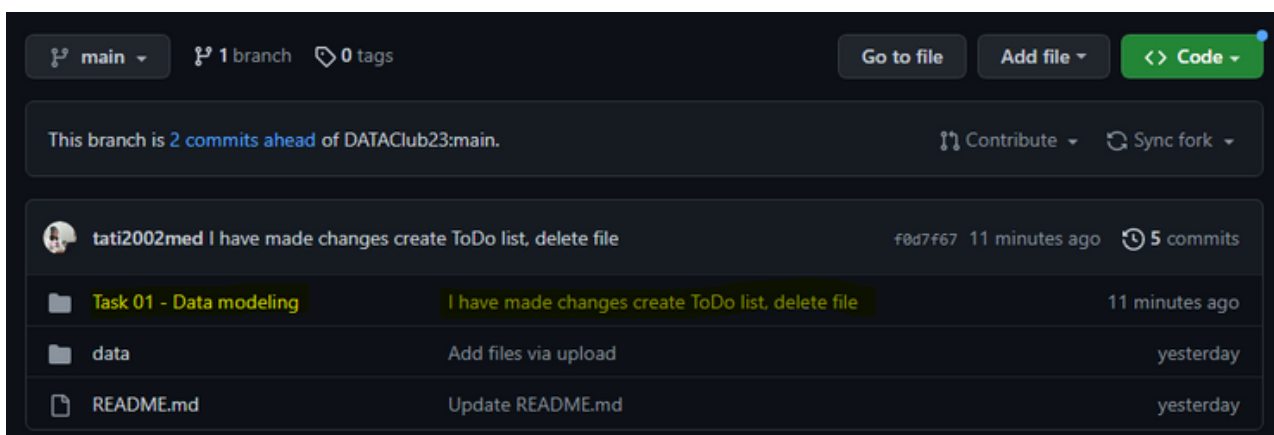 main 1 branch 0 tags Go to file Add file <> Code
This branch is 2 commits ahead of DATAClub23:main. Contribute Sync fork
tati2002med I have made changes create ToDo list, delete file f0d7f67 11 minutes ago 5 commits
Task 01 - Data modeling I have made changes create ToDo list, delete file 11 minutes ago
data Add files via upload yesterday
README.md Update README.md yesterday